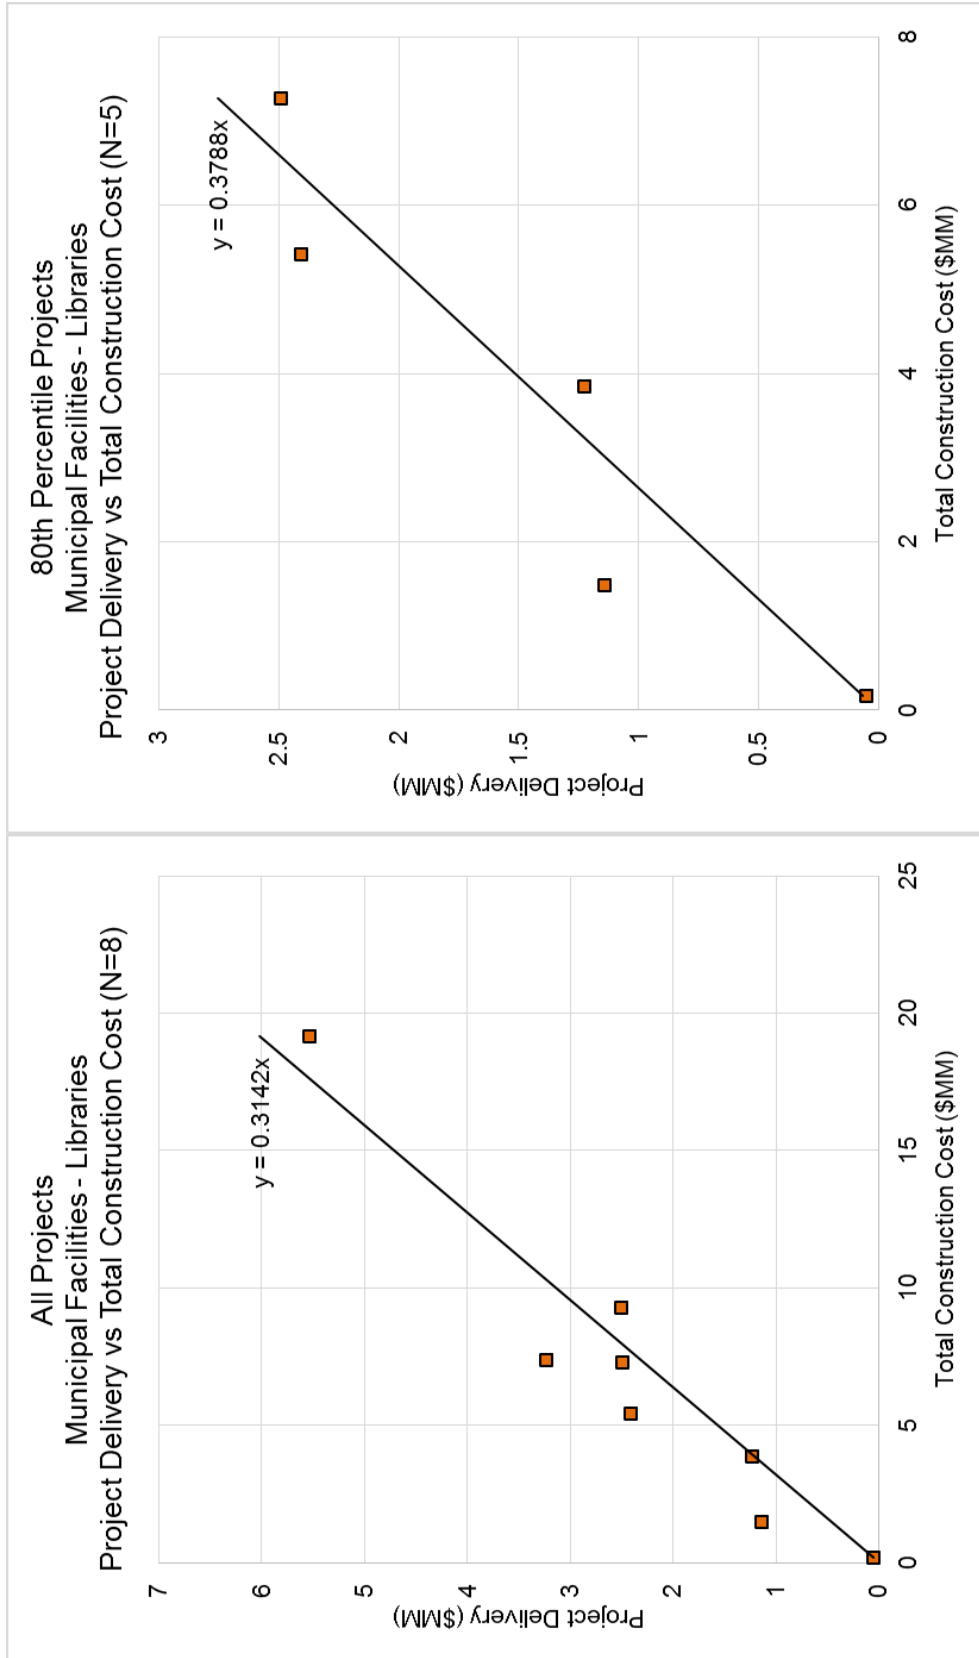 All Projects
Municipal Facilities - Libraries
Project Delivery vs Total Construction Cost (N=8)
7
6
5
4
3
2
1
0
Project Delivery ($MM)
y = 0.3142x
0
5
10
15
20
25
Total Construction Cost ($MM)
80th Percentile Projects
Municipal Facilities - Libraries
Project Delivery vs Total Construction Cost (N=5)
3
2.5
2
1.5
1
0.5
0
Project Delivery ($MM)
y = 0.3788x
0
2
4
6
8
Total Construction Cost ($MM)